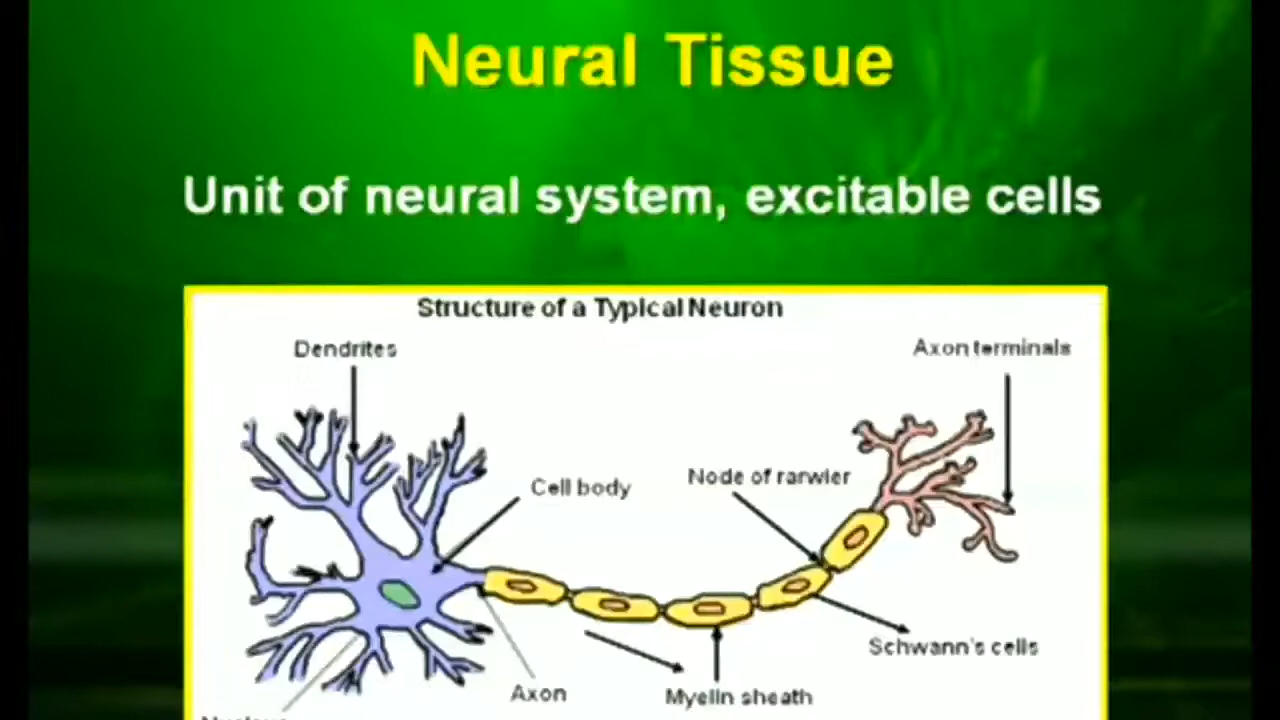 Neural Tissue
Unit of neural system, excitable cells
Structure of a Typical Neuron
Dendrites
Axon terminals
Cell body
Node of ranvier
Schwann's cells
Axon
Myelin sheath
Nucleus